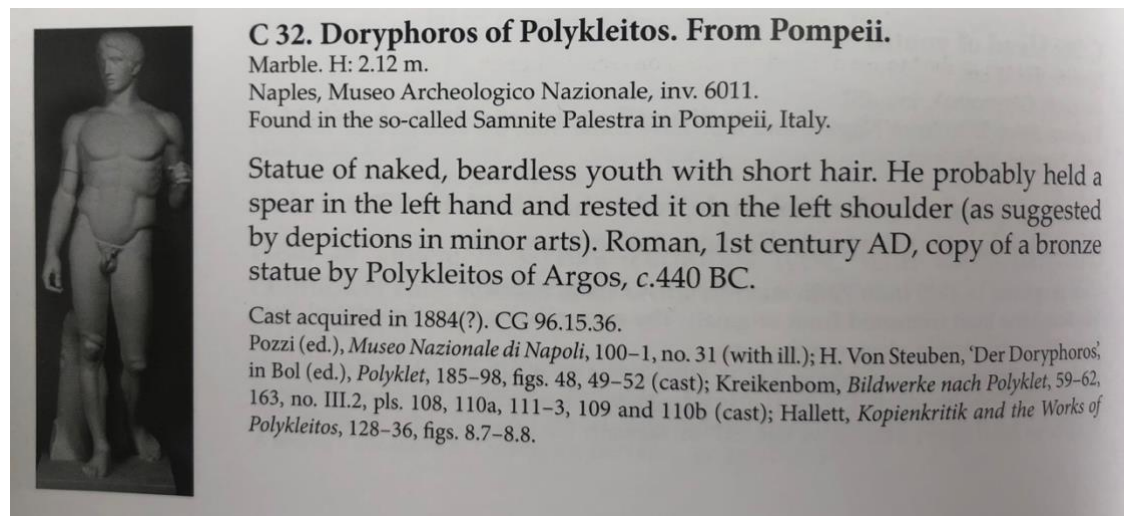 C 32. Doryphoros of Polykleitos. From Pompeii.
Marble. H: 2.12 m.
Naples, Museo Archeologico Nazionale, inv. 6011.
Found in the so-called Samnite Palestra in Pompeii, Italy.
Statue of naked, beardless youth with short hair. He probably held a
spear in the left hand and rested it on the left shoulder (as suggested
by depictions in minor arts). Roman, 1st century AD, copy of a bronze
statue by Polykleitos of Argos, c.440 BC.
Cast acquired in 1884(?). CG 96.15.36.
Pozzi (ed.), Museo Nazionale di Napoli, 100–1, no. 31 (with ill.); H. Von Steuben, 'Der Doryphoros',
in Bol (ed.), Polyklet, 185–98, figs. 48, 49–52 (cast); Kreikenbom, Bildwerke nach Polyklet, 59–62,
163, no. III.2, pls. 108, 110a, 111–3, 109 and 110b (cast); Hallett, Kopienkritik and the Works of
Polykleitos, 128–36, figs. 8.7–8.8.